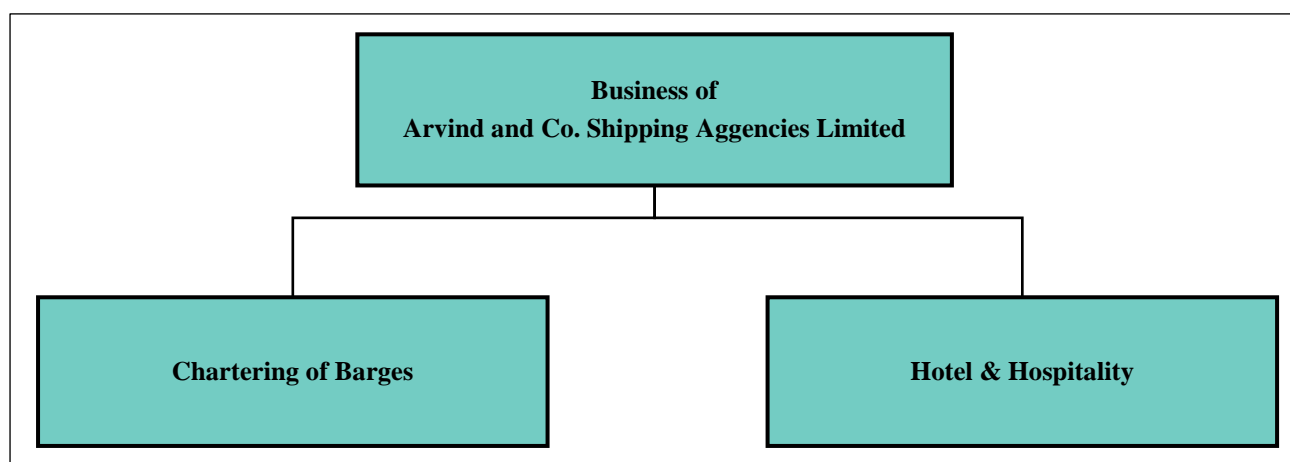 Business of
Arvind and Co. Shipping Aggencies Limited
Chartering of Barges
Hotel & Hospitality